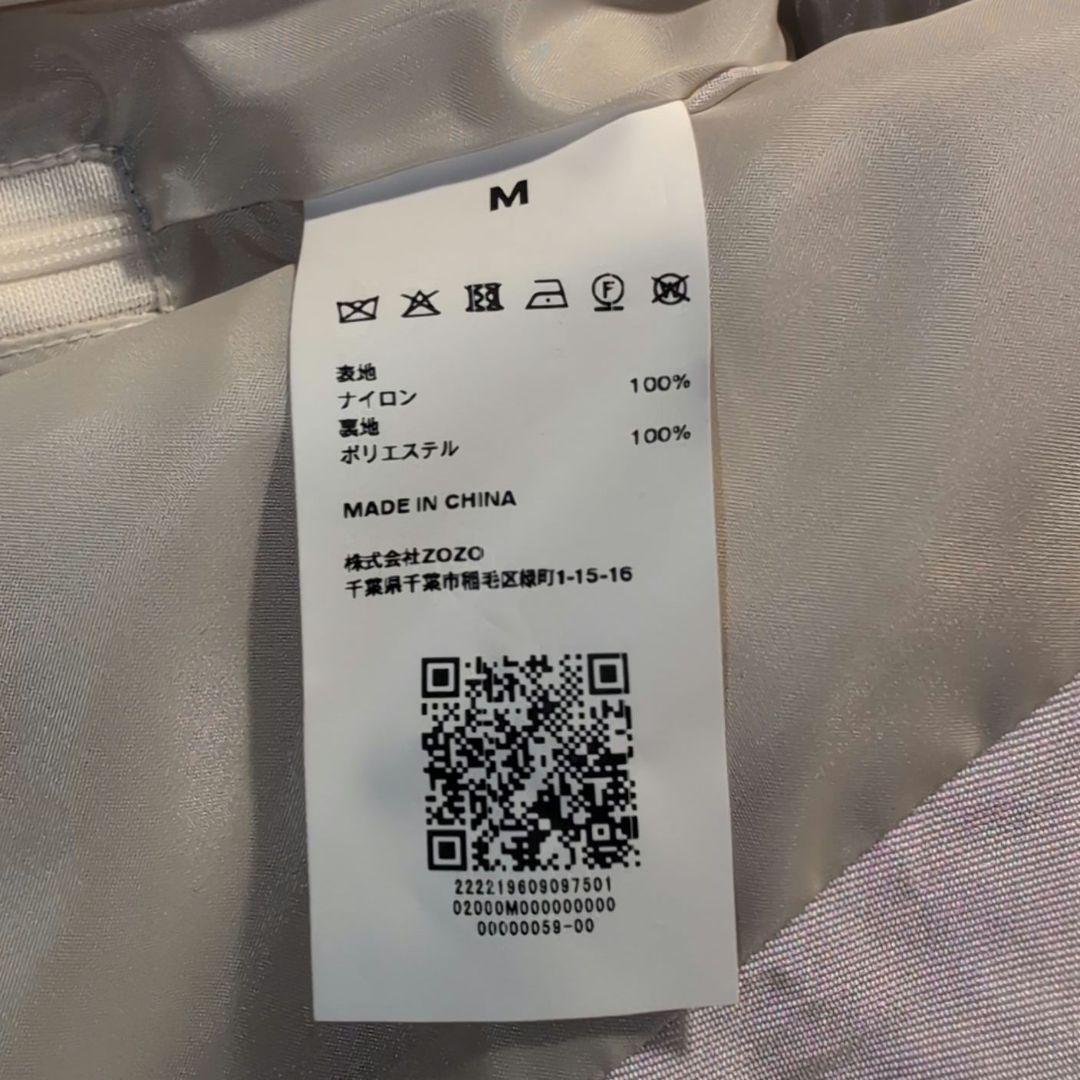 M
F
W
表地
ナイロン 100%
裏地
ポリエステル 100%
MADE IN CHINA
株式会社ZOZO
千葉県千葉市稲毛区緑町1-15-16
222219609097501
02000M000000000
00000059-00